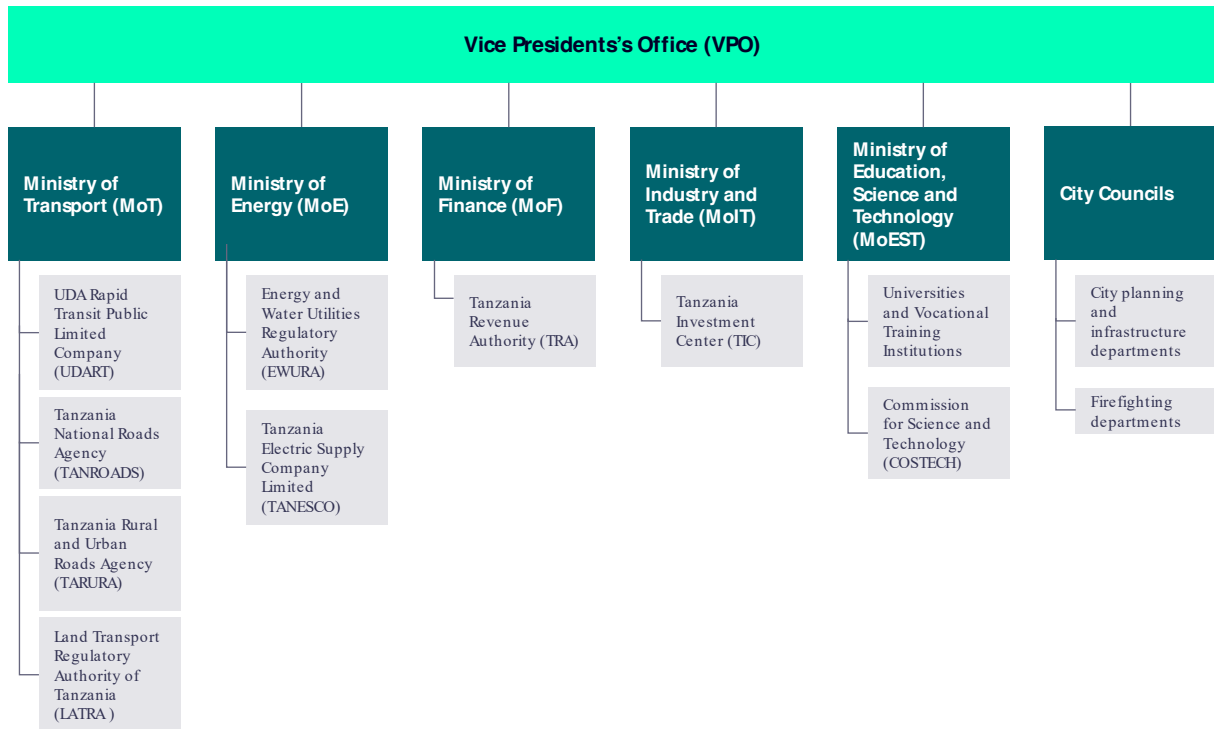 Vice Presidents's Office (VPO)
Ministry of
Transport (MoT)
UDA Rapid
Transit Public
Limited
Company
(UDART)
Tanzania
National Roads
Agency
(TANROADS)
Tanzania Rural
and Urban
Roads Agency
(TARURA)
Land Transport
Regulatory
Authority of
Tanzania
(LATRA )
Ministry of
Energy (MoE)
Energy and
Water Utilities
Regulatory
Authority
(EWURA)
Tanzania
Electric Supply
Company
Limited
(TANESCO)
Ministry of
Finance (MoF)
Tanzania
Revenue
Authority (TRA)
Ministry of
Industry and
Trade (MoIT)
Tanzania
Investment
Center (TIC)
Ministry of
Education,
Science and
Technology
(MoEST)
Universities
and Vocational
Training
Institutions
Commission
for Science and
Technology
(COSTECH)
City Councils
City planning
and
infrastructure
departments
Firefighting
departments